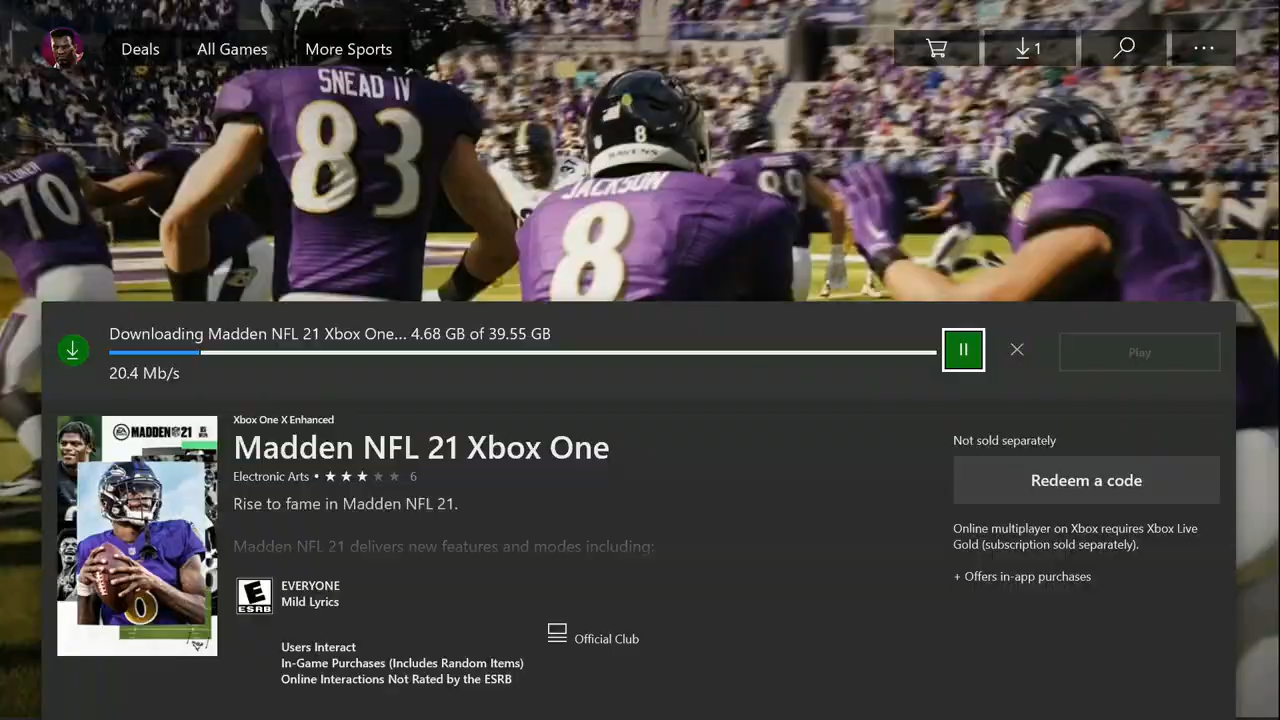 Deals
All Games
More Sports
1
SNEAD IV
83
70
8
RAVENS
JACKSON
8
89
Downloading Madden NFL 21 Xbox One... 4.68 GB of 39.55 GB
20.4 Mb/s
Play
MADDEN 21
Xbox One X Enhanced
Madden NFL 21 Xbox One
Electronic Arts • ★ ★ ★ ★ ★ 6
Rise to fame in Madden NFL 21.
Madden NFL 21 delivers new features and modes including:
E
ESRB
EVERYONE
Mild Lyrics
Users Interact
In-Game Purchases (Includes Random Items)
Online Interactions Not Rated by the ESRB
Official Club
Not sold separately
Redeem a code
Online multiplayer on Xbox requires Xbox Live
Gold (subscription sold separately).
+ Offers in-app purchases